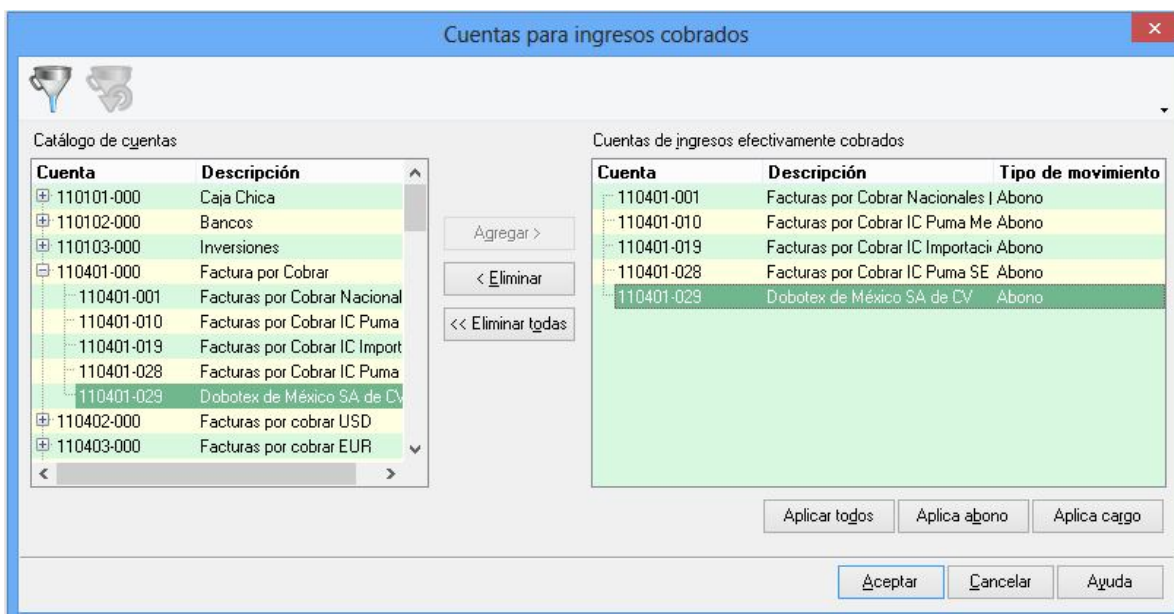 Cuentas para ingresos cobrados
Catálogo de cuentas
Cuenta Descripción
110101-000 Caja Chica
110102-000 Bancos
110103-000 Inversiones
110401-000 Factura por Cobrar
110401-001 Facturas por Cobrar Nacional
110401-010 Facturas por Cobrar IC Puma
110401-019 Facturas por Cobrar IC Import
110401-028 Facturas por Cobrar IC Puma
110401-029 Dobotex de México SA de CV
110402-000 Facturas por cobrar USD
110403-000 Facturas por cobrar EUR
Agregar >
< Eliminar
<< Eliminar todas
Cuentas de ingresos efectivamente cobrados
Cuenta Descripción Tipo de movimiento
110401-001 Facturas por Cobrar Nacionales | Abono
110401-010 Facturas por Cobrar IC Puma Me Abono
110401-019 Facturas por Cobrar IC Importaci Abono
110401-028 Facturas por Cobrar IC Puma SE Abono
110401-029 Dobotex de México SA de CV Abono
Aplicar todos Aplica abono Aplica cargo
Aceptar Cancelar Ayuda